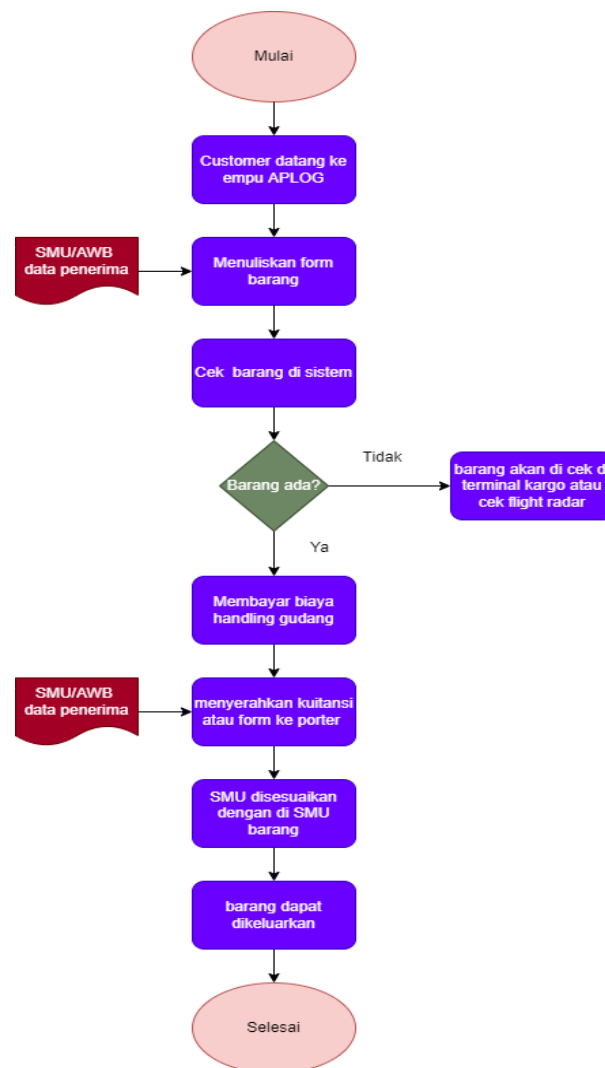 Mulai
Customer datang ke
empu APLOG
SMU/AWB
data penerima
Menuliskan form
barang
Cek barang di sistem
Barang ada?
Tidak
barang akan di cek d
terminal kargo atau
cek flight radar
Ya
Membayar biaya
handling gudang
SMU/AWB
data penerima
menyerahkan kuitansi
atau form ke porter
SMU disesuaikan
dengan di SMU
barang
barang dapat
dikeluarkan
Selesai